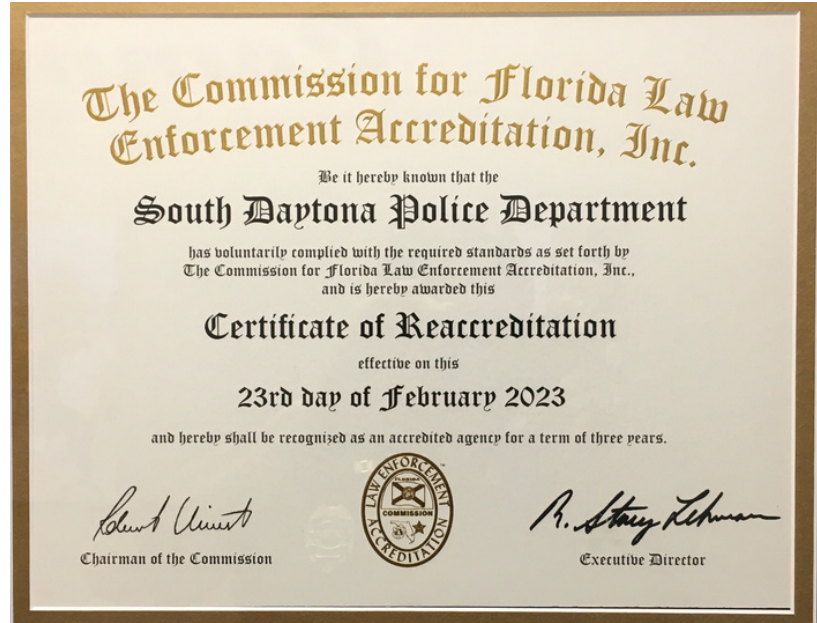 The Commission for Florida Law
Enforcement Accreditation, Inc.
Be it hereby known that the
South Daytona Police Department
has voluntarily complied with the required standards as set forth by
The Commission for Florida Law Enforcement Accreditation, Inc.,
and is hereby awarded this
Certificate of Reaccreditation
effective on this
23rd day of February 2023
and hereby shall be recognized as an accredited agency for a term of three years.
LAW ENFORCEMENT
FLORIDA
COMMISSION
ACCREDITATION
R. Stacy Lehman
Chairman of the Commission
Executive Director